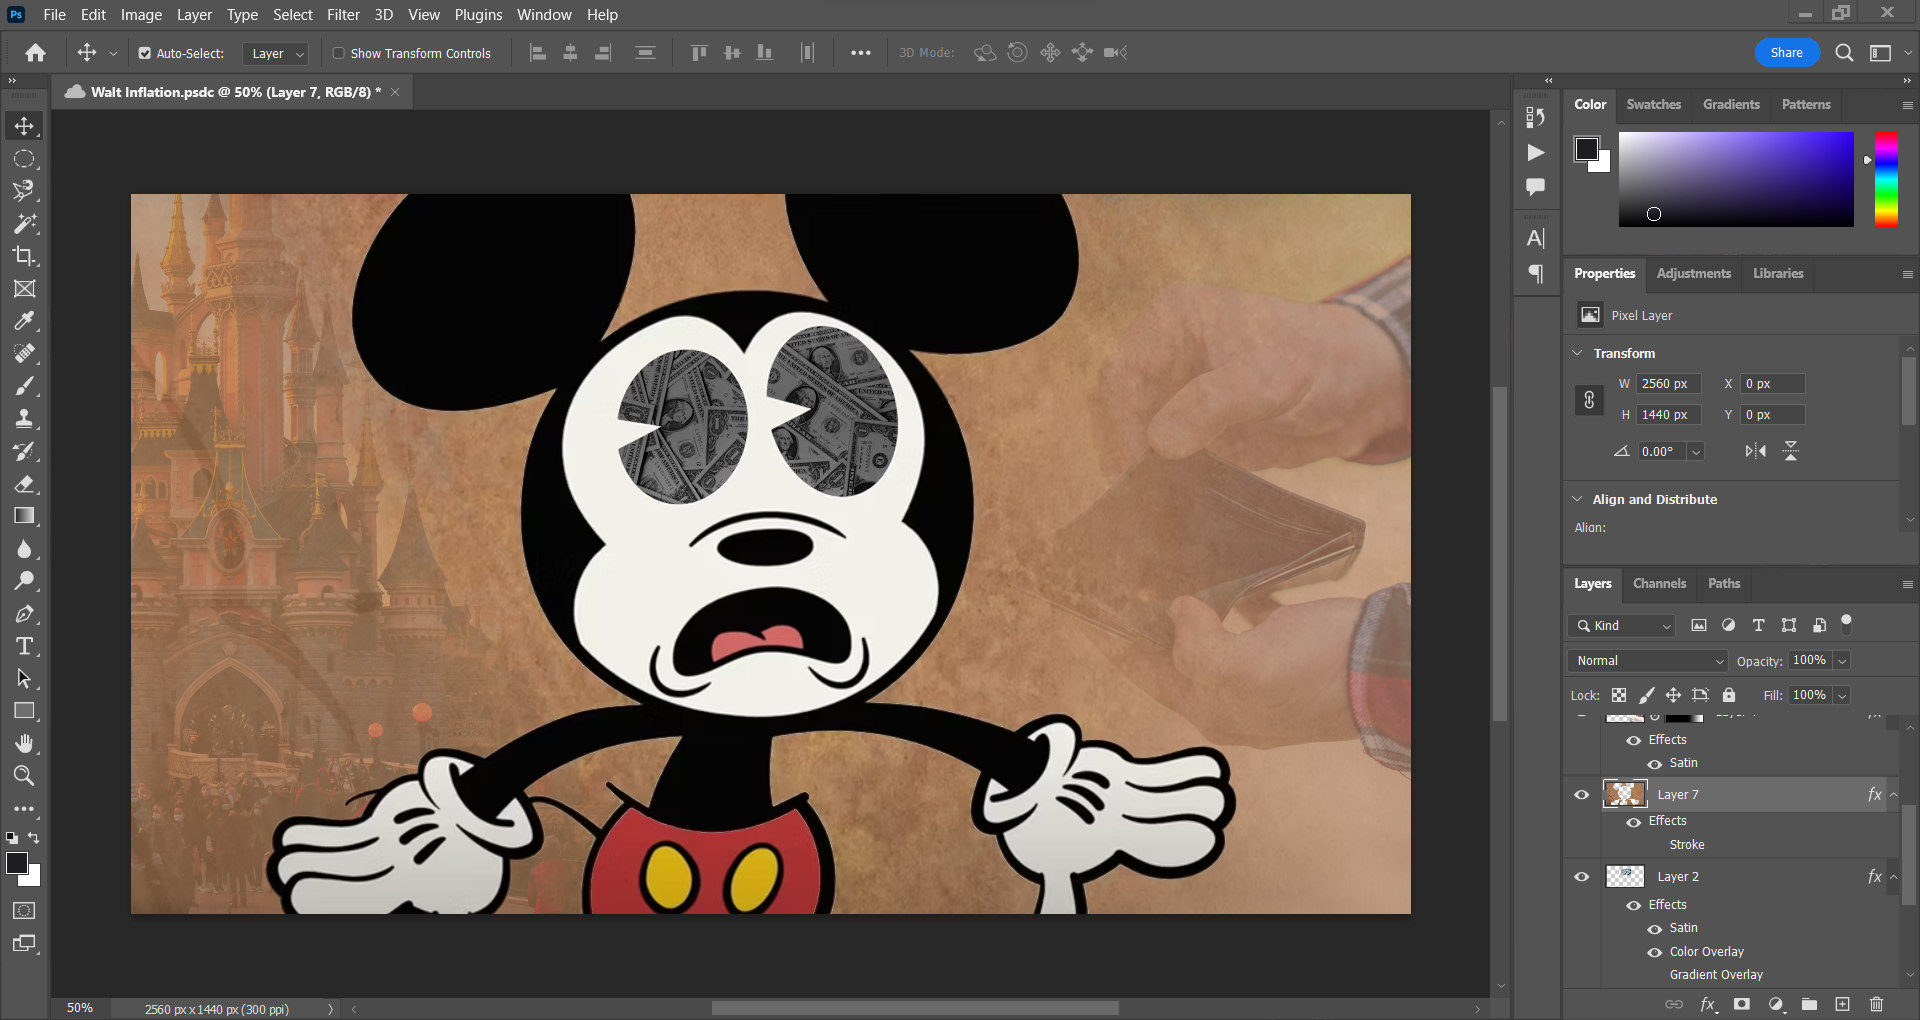 Ps File Edit Image Layer Type Select Filter 3D View Plugins Window Help
Auto-Select: Layer Show Transform Controls 3D Mode: Share
Walt Inflation.psdc @ 50% (Layer 7, RGB/8) *
Color Swatches Gradients Patterns
Properties Adjustments Libraries
Pixel Layer
Transform
W 2560 px X 0 px
H 1440 px Y 0 px
0.00°
Align and Distribute
Align:
Layers Channels Paths
Kind
Normal Opacity: 100%
Lock: Fill: 100%
Effects
Satin
Layer 7 fx
Effects
Stroke
Layer 2 fx
Effects
Satin
Color Overlay
Gradient Overlay
fx
50% 2560 px x 1440 px (300 ppi)